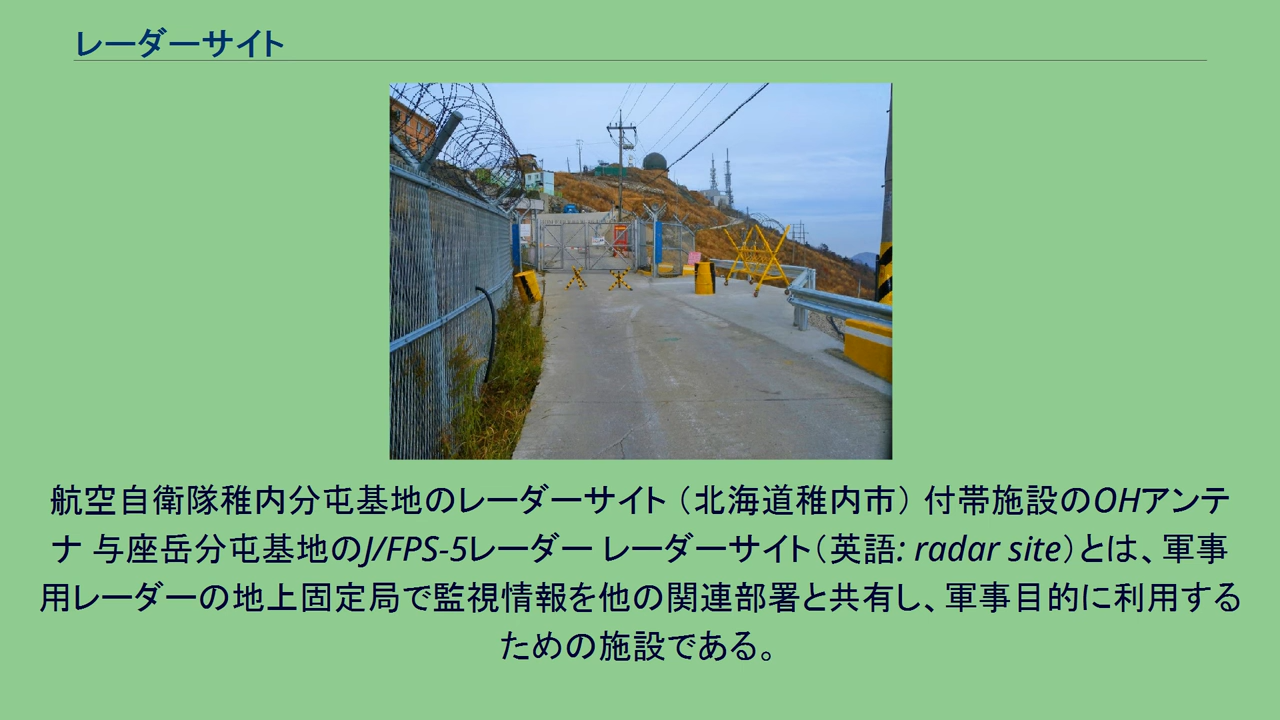 レーダーサイト
航空自衛隊稚内分屯基地のレーダーサイト（北海道稚内市） 付帯施設のOHアンテ
ナ 与座岳分屯基地のJ/FPS-5レーダー レーダーサイト（英語: radar site）とは、軍事
用レーダーの地上固定局で監視情報を他の関連部署と共有し、軍事目的に利用する
ための施設である。